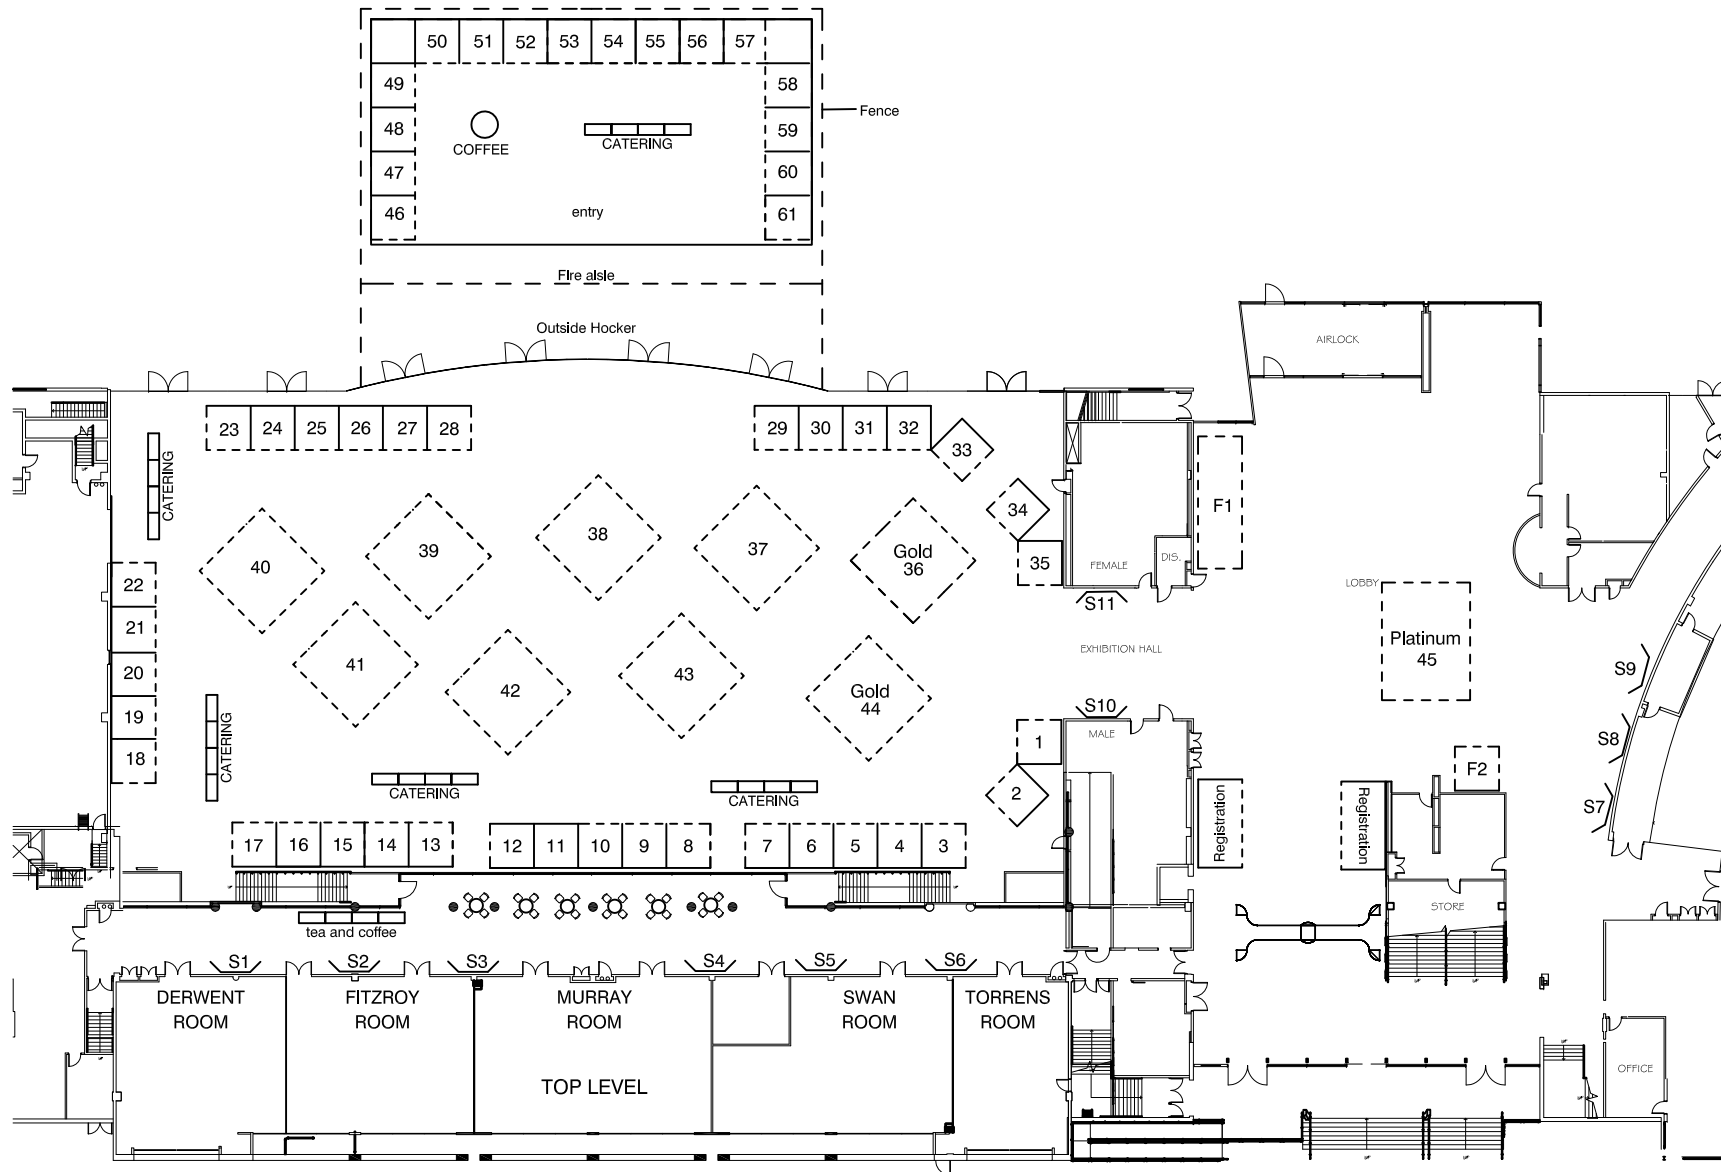 50 51 52 53 54 55 56 57
49
58
Fence
48
COFFEE
CATERING
59
47
60
46
entry
61
Fire aisle
Outside Hocker
AIRLOCK
23 24 25 26 27 28
29 30 31 32
33
CATERING
34
F1
40
39
38
37
Gold
36
35
FEMALE
DIS.
22
LOBBY
S11
21
41
42
43
Gold
44
EXHIBITION HALL
Platinum
45
S9
20
19
18
CATERING
S10
MALE
1
S8
CATERING
CATERING
2
F2
S7
Registration
Registration
17 16 15 14 13
12 11 10 9 8
7 6 5 4 3
STORE
tea and coffee
S1
S2
S3
S4
S5
S6
DERWENT
ROOM
FITZROY
ROOM
MURRAY
ROOM
SWAN
ROOM
TORRENS
ROOM
TOP LEVEL
OFFICE